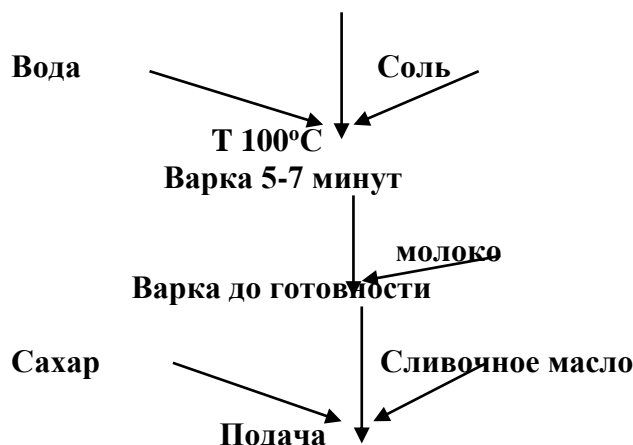 Вода Соль
Т 100ºС
Варка 5-7 минут
молоко
Варка до готовности
Сахар Сливочное масло
Подача